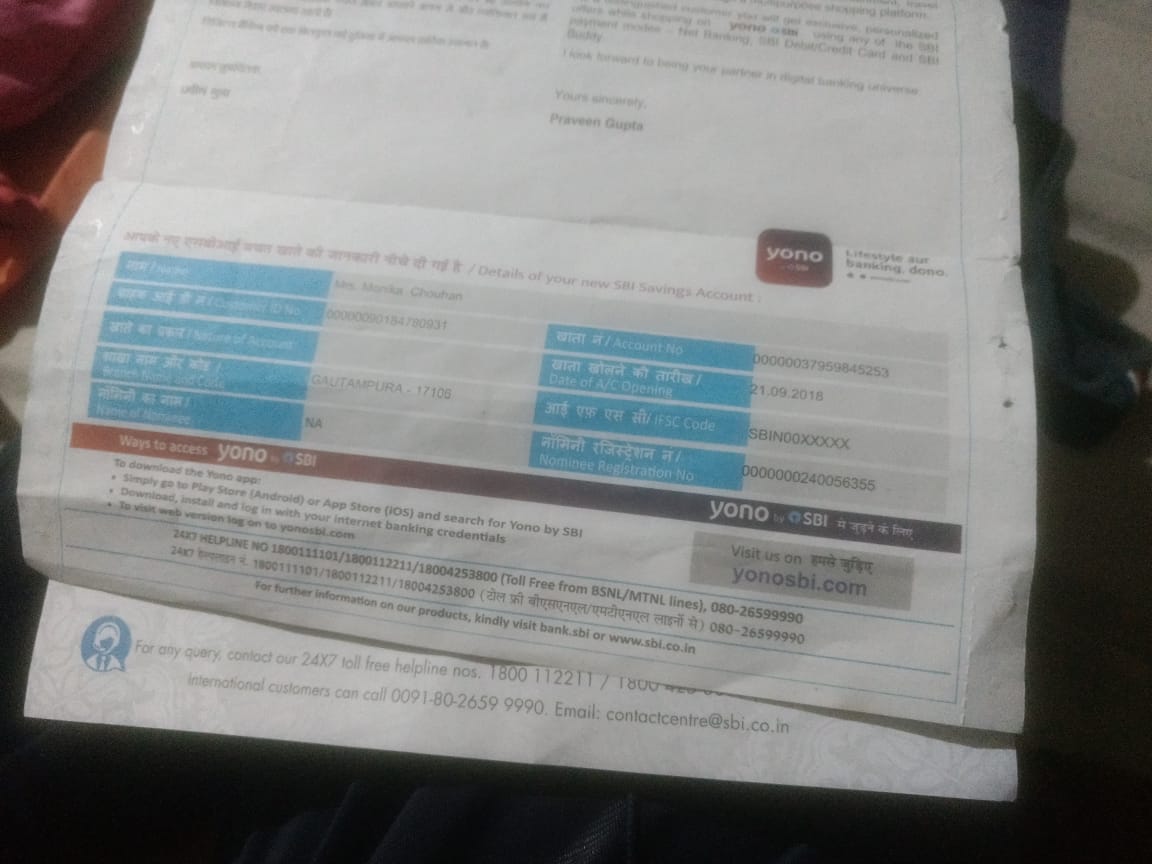 multipurpose shopping platform.
customer you will get exclusive, personalized
offers while shopping on yono SBI using any of the SBI
payment modes - Net Banking, SBI Debit/Credit Card and SBI
Buddy.
I look forward to being your partner in digital banking universe.
Yours sincerely,
Praveen Gupta
प्रवीण गुप्ता
yono
SBI
Lifestyle aur
banking, dono.
आपके नए एसबीआई बचत खाते की जानकारी नीचे दी गई है / Details of your new SBI Savings Account :
नाम / Name
Mrs. Monika Chouhan
ग्राहक आई डी नं / Customer ID No
00000090184780931
खाता नं / Account No
00000037959845253
खाते का प्रकार / Nature of Account
खाता खोलने की तारीख /
Date of A/C Opening
21.09.2018
शाखा नाम और कोड /
Branch Name and Code
GAUTAMPURA - 17106
आई एफ़ एस सी/ IFSC Code
SBIN00XXXXX
नॉमिनी का नाम /
Name of Nominee
NA
नॉमिनी रजिस्ट्रेशन नं /
Nominee Registration No
0000000240056355
Ways to access yono by SBI
yono by SBI से जुड़ने के लिए
To download the Yono app:
• Simply go to Play Store (Android) or App Store (iOS) and search for Yono by SBI
• Download, install and log in with your internet banking credentials
• To visit web version log on to yonosbi.com
Visit us on हमसे जुड़िए
yonosbi.com
24X7 HELPLINE NO 1800111101/1800112211/18004253800 (Toll Free from BSNL/MTNL lines), 080-26599990
24X7 हेल्पलाइन नं. 1800111101/1800112211/18004253800 (टोल फ्री बीएसएनएल/एमटीएनएल लाइनों से) 080-26599990
For further information on our products, kindly visit bank.sbi or www.sbi.co.in
For any query, contact our 24X7 toll free helpline nos. 1800 112211 / 1800
International customers can call 0091-80-2659 9990. Email: contactcentre@sbi.co.in